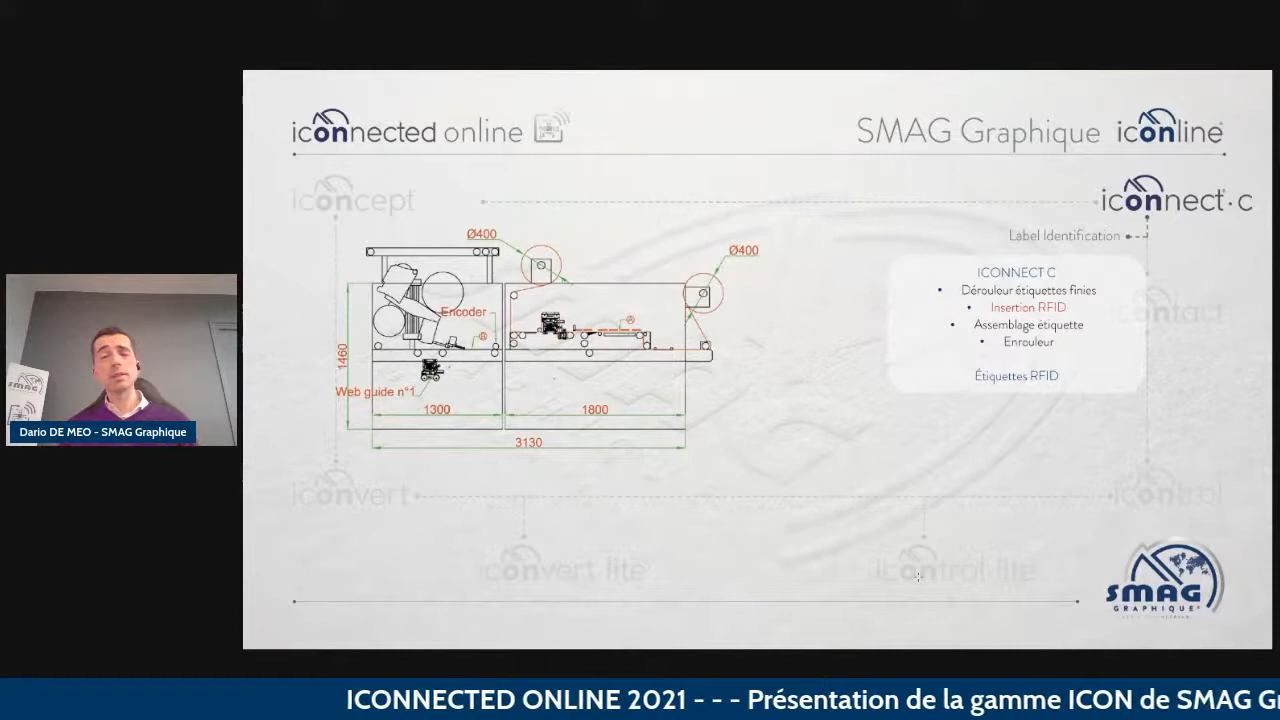 iconnected online
SMAG Graphique iconline
iconcept
iconnect·c
Label Identification
ICONNECT C
• Dérouleur étiquettes finies
• Insertion RFID
• Assemblage étiquette
• Enrouleur
Étiquettes RFID
Ø400
Ø400
Encoder
A
B
1460
Web guide n°1
1300
1800
3130
iconvert
icontrol
iconvert lite
icontrol lite
SMAG
GRAPHIQUE
SMAG
Dario DE MEO - SMAG Graphique
ICONNECTED ONLINE 2021 - - - Présentation de la gamme ICON de SMAG G